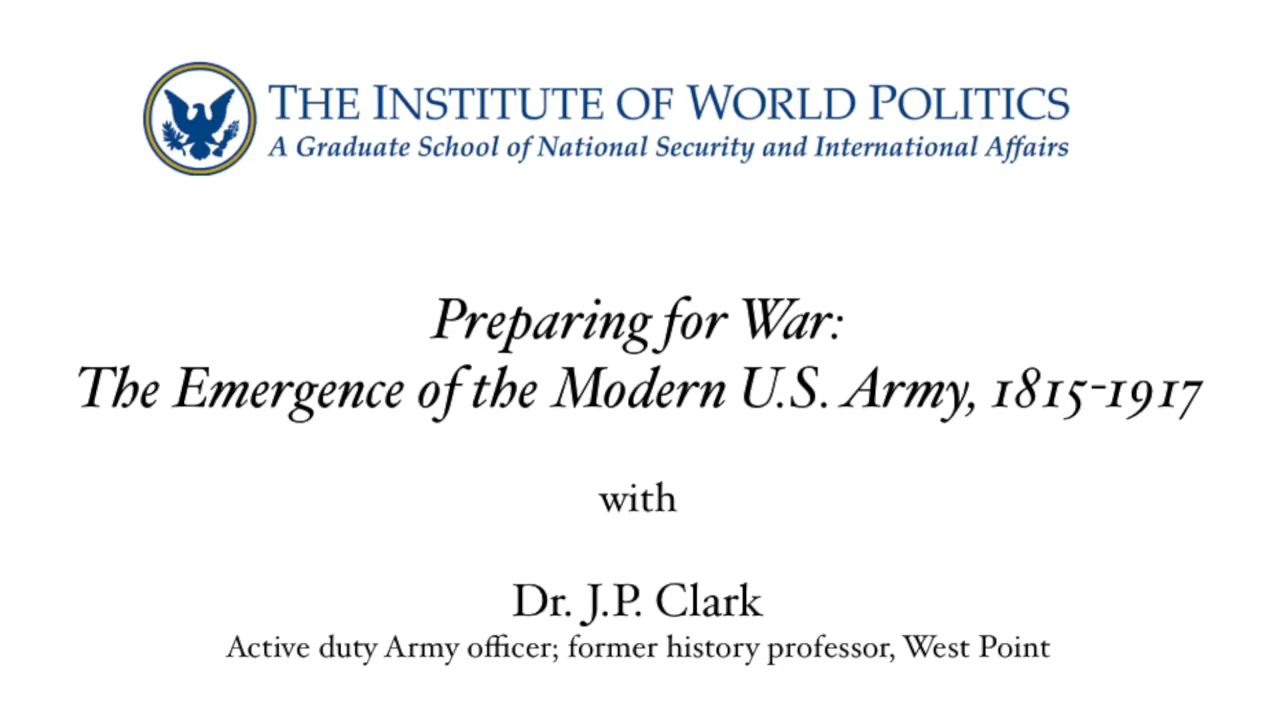 THE INSTITUTE OF WORLD POLITICS
A Graduate School of National Security and International Affairs
Preparing for War:
The Emergence of the Modern U.S. Army, 1815-1917
with
Dr. J.P. Clark
Active duty Army officer; former history professor, West Point